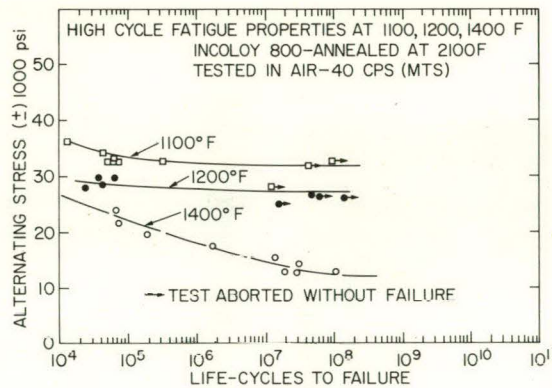 HIGH CYCLE FATIGUE PROPERTIES AT 1100, 1200, 1400 F
INCOLOY 800-ANNEALED AT 2100F
TESTED IN AIR-40 CPS (MTS)
ALTERNATING STRESS (±) 1000 psi
50
40
30
20
10
0
1100°F
1200°F
1400°F
TEST ABORTED WITHOUT FAILURE
10⁴ 10⁵ 10⁶ 10⁷ 10⁸ 10⁹ 10¹⁰ 10¹
LIFE-CYCLES TO FAILURE